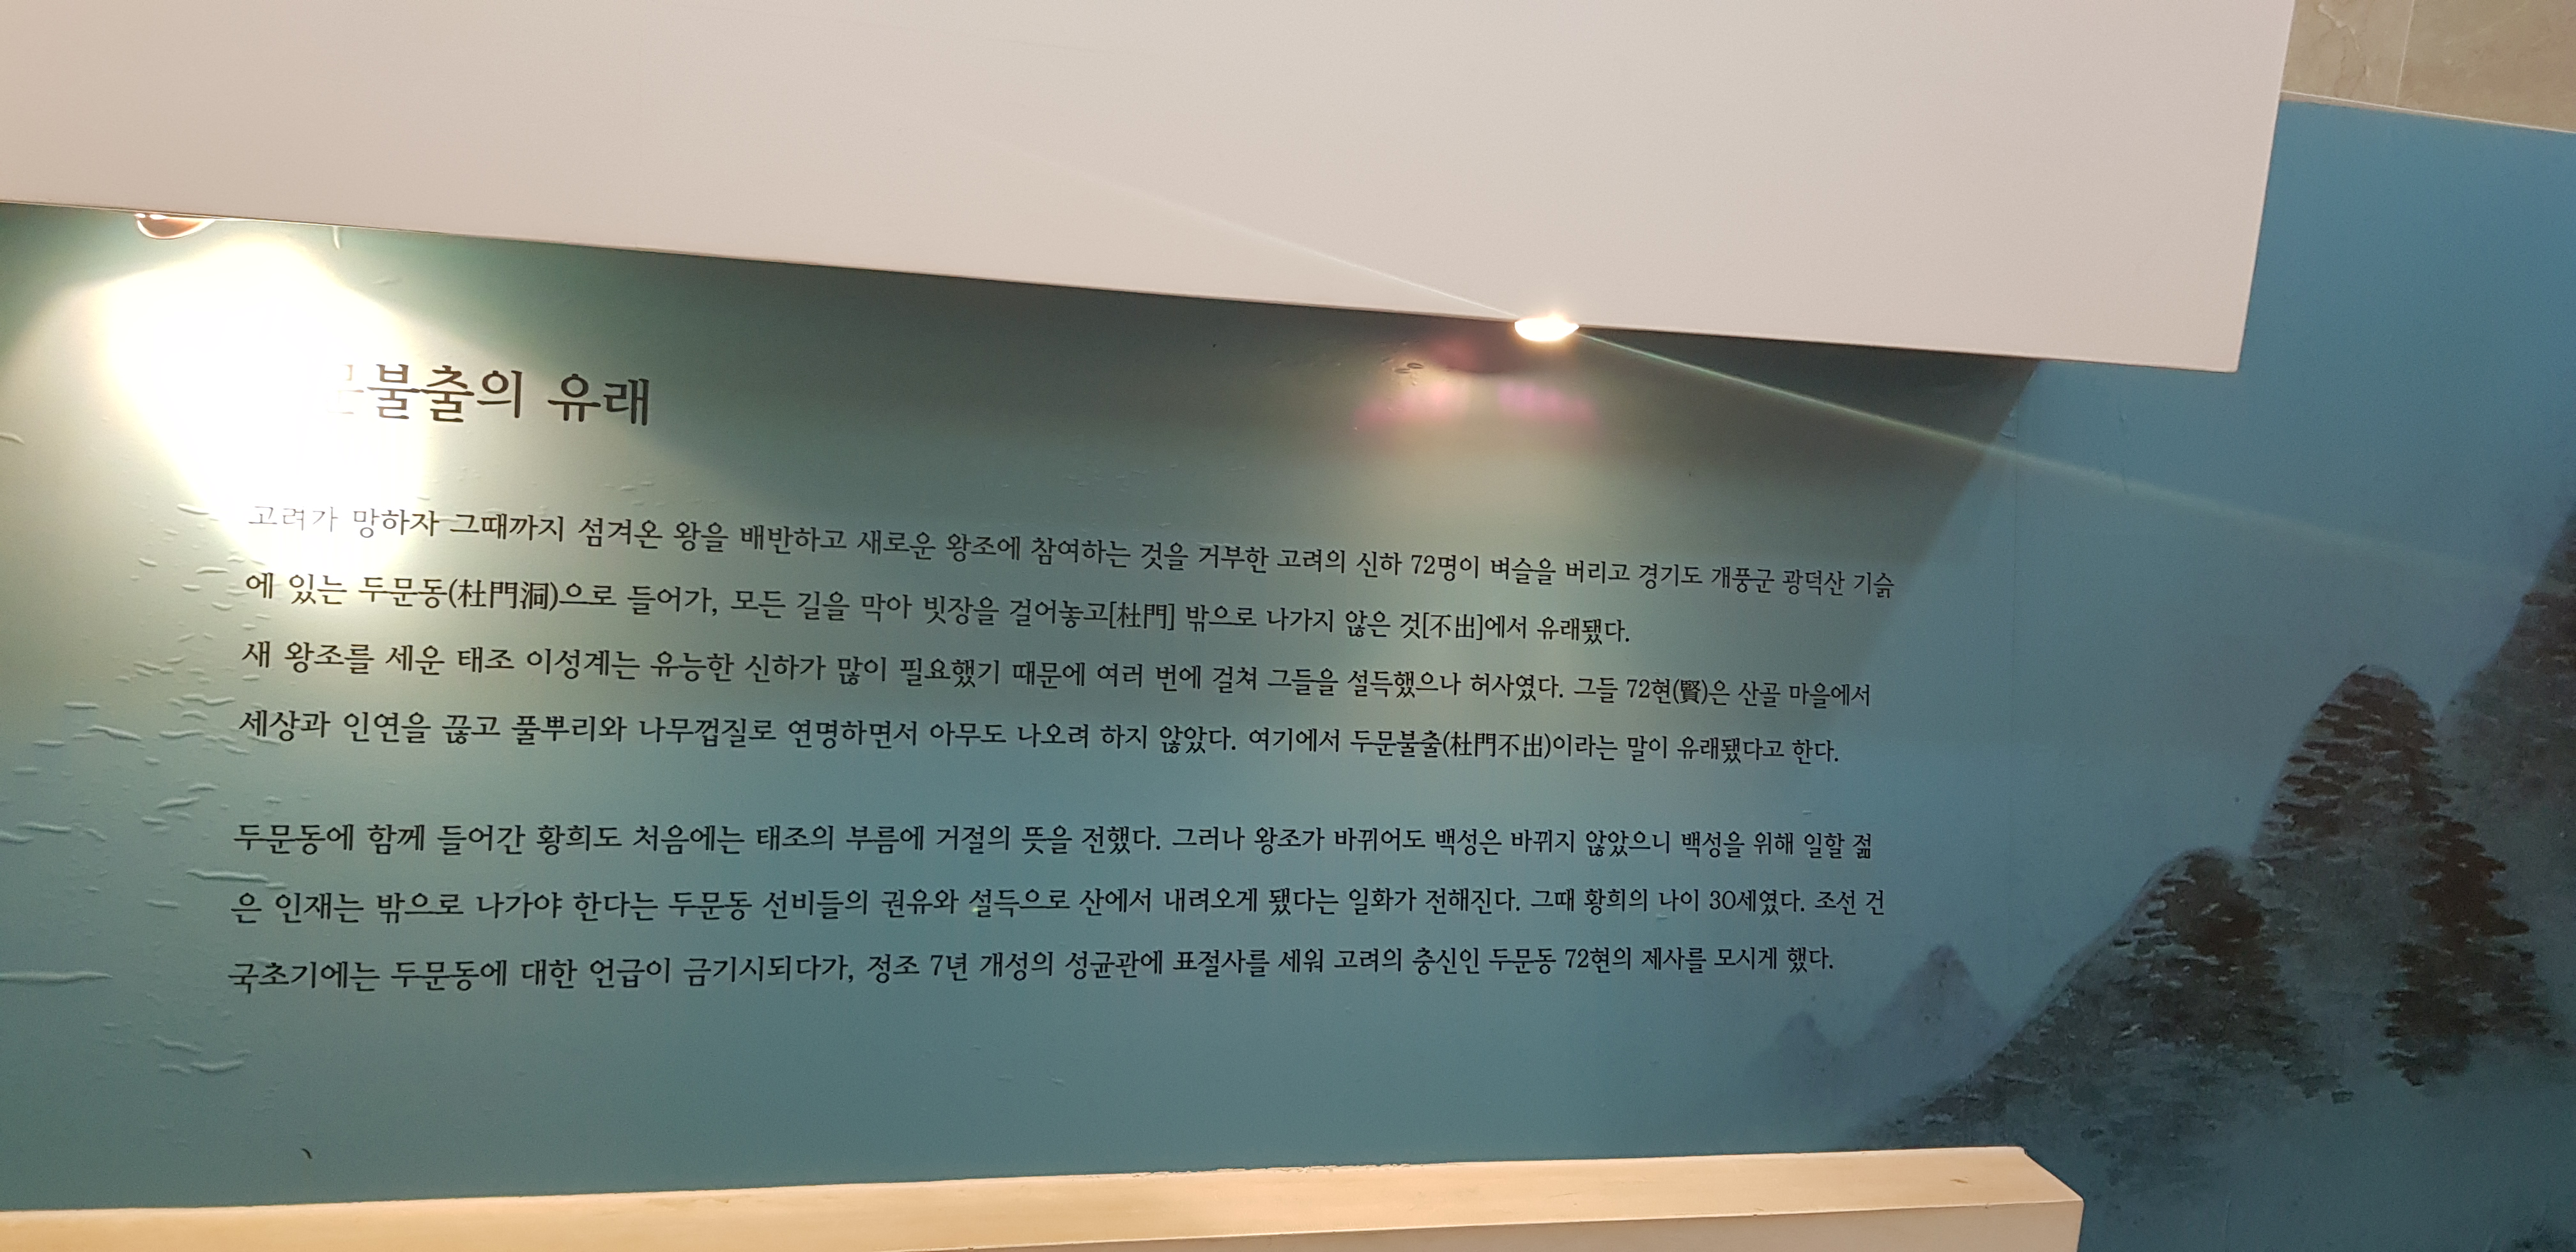 문불출의 유래
고려가 망하자 그때까지 섬겨온 왕을 배반하고 새로운 왕조에 참여하는 것을 거부한 고려의 신하 72명이 벼슬을 버리고 경기도 개풍군 광덕산 기슭
에 있는 두문동(杜門洞)으로 들어가, 모든 길을 막아 빗장을 걸어놓고[杜門] 밖으로 나가지 않은 것[不出]에서 유래됐다.
새 왕조를 세운 태조 이성계는 유능한 신하가 많이 필요했기 때문에 여러 번에 걸쳐 그들을 설득했으나 허사였다. 그들 72현(賢)은 산골 마을에서
세상과 인연을 끊고 풀뿌리와 나무껍질로 연명하면서 아무도 나오려 하지 않았다. 여기에서 두문불출(杜門不出)이라는 말이 유래됐다고 한다.
두문동에 함께 들어간 황희도 처음에는 태조의 부름에 거절의 뜻을 전했다. 그러나 왕조가 바뀌어도 백성은 바뀌지 않았으니 백성을 위해 일할 젊
은 인재는 밖으로 나가야 한다는 두문동 선비들의 권유와 설득으로 산에서 내려오게 됐다는 일화가 전해진다. 그때 황희의 나이 30세였다. 조선 건
국초기에는 두문동에 대한 언급이 금기시되다가, 정조 7년 개성의 성균관에 표절사를 세워 고려의 충신인 두문동 72현의 제사를 모시게 했다.